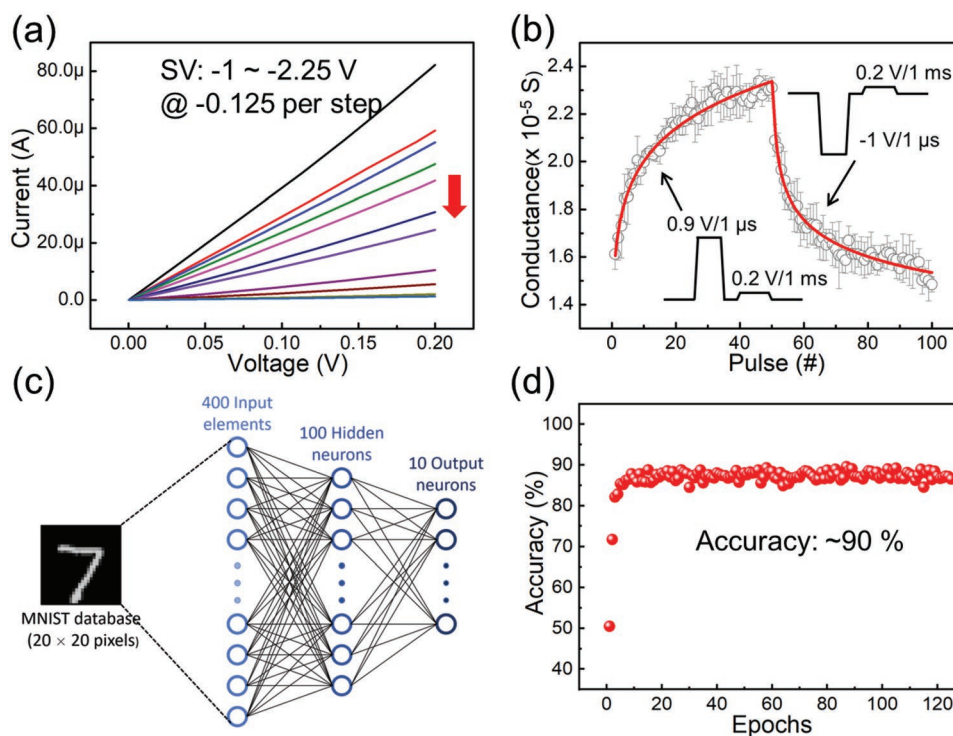 (a)
80.0μ
60.0μ
40.0μ
20.0μ
0.0
Current (A)
SV: -1 ~ -2.25 V
@ -0.125 per step
0.00
0.05
0.10
0.15
0.20
Voltage (V)
(b)
2.4
2.2
2.0
1.8
1.6
1.4
Conductance(x 10⁻⁵ S)
0.2 V/1 ms
-1 V/1 μs
0.9 V/1 μs
0.2 V/1 ms
0
20
40
60
80
100
Pulse (#)
(c)
400 Input
elements
100 Hidden
neurons
10 Output
neurons
MNIST database
(20 × 20 pixels)
(d)
100
90
80
70
60
50
40
Accuracy (%)
Accuracy: ~90 %
0
20
40
60
80
100
120
Epochs